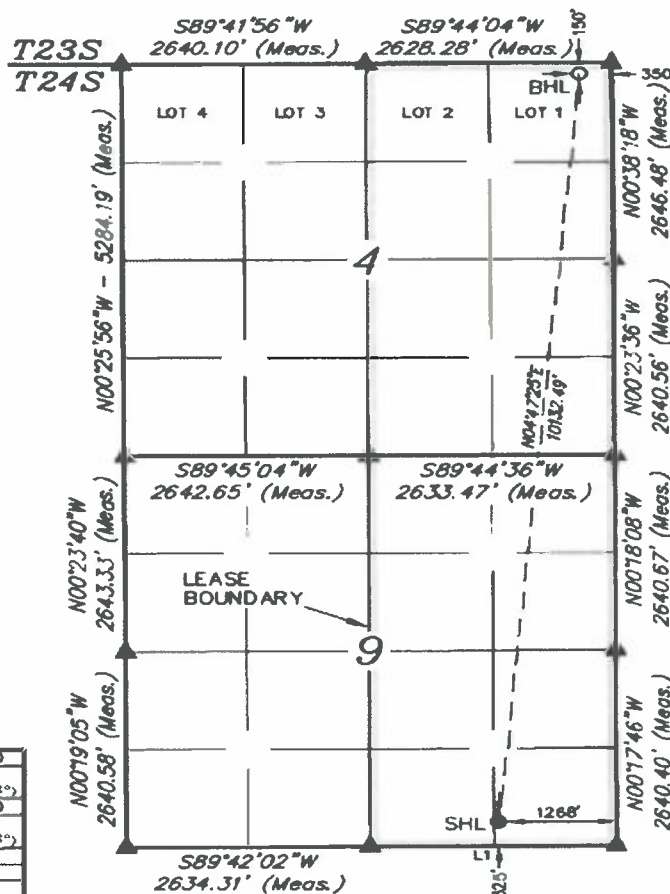 S89°41'56"W
2640.10' (Meas.)
S89°44'04"W
2628.28' (Meas.)
150'
T23S
T24S
BHL
LOT 4
LOT 3
LOT 2
LOT 1
N00°25'56"W - 5284.19' (Meas.)
N00°38'18"W
2646.48' (Meas.)
4
N00°23'36"W
2640.56' (Meas.)
N04°47'25"E
10132.49'
S89°45'04"W
2642.65' (Meas.)
S89°44'36"W
2633.47' (Meas.)
N00°23'40"W
2643.33' (Meas.)
N00°18'08"W
2640.67' (Meas.)
LEASE
BOUNDARY
9
N00°19'05"W
2640.58' (Meas.)
N00°17'46"W
2640.40' (Meas.)
SHL
1268'
L1
S89°42'02"W
2634.31' (Meas.)